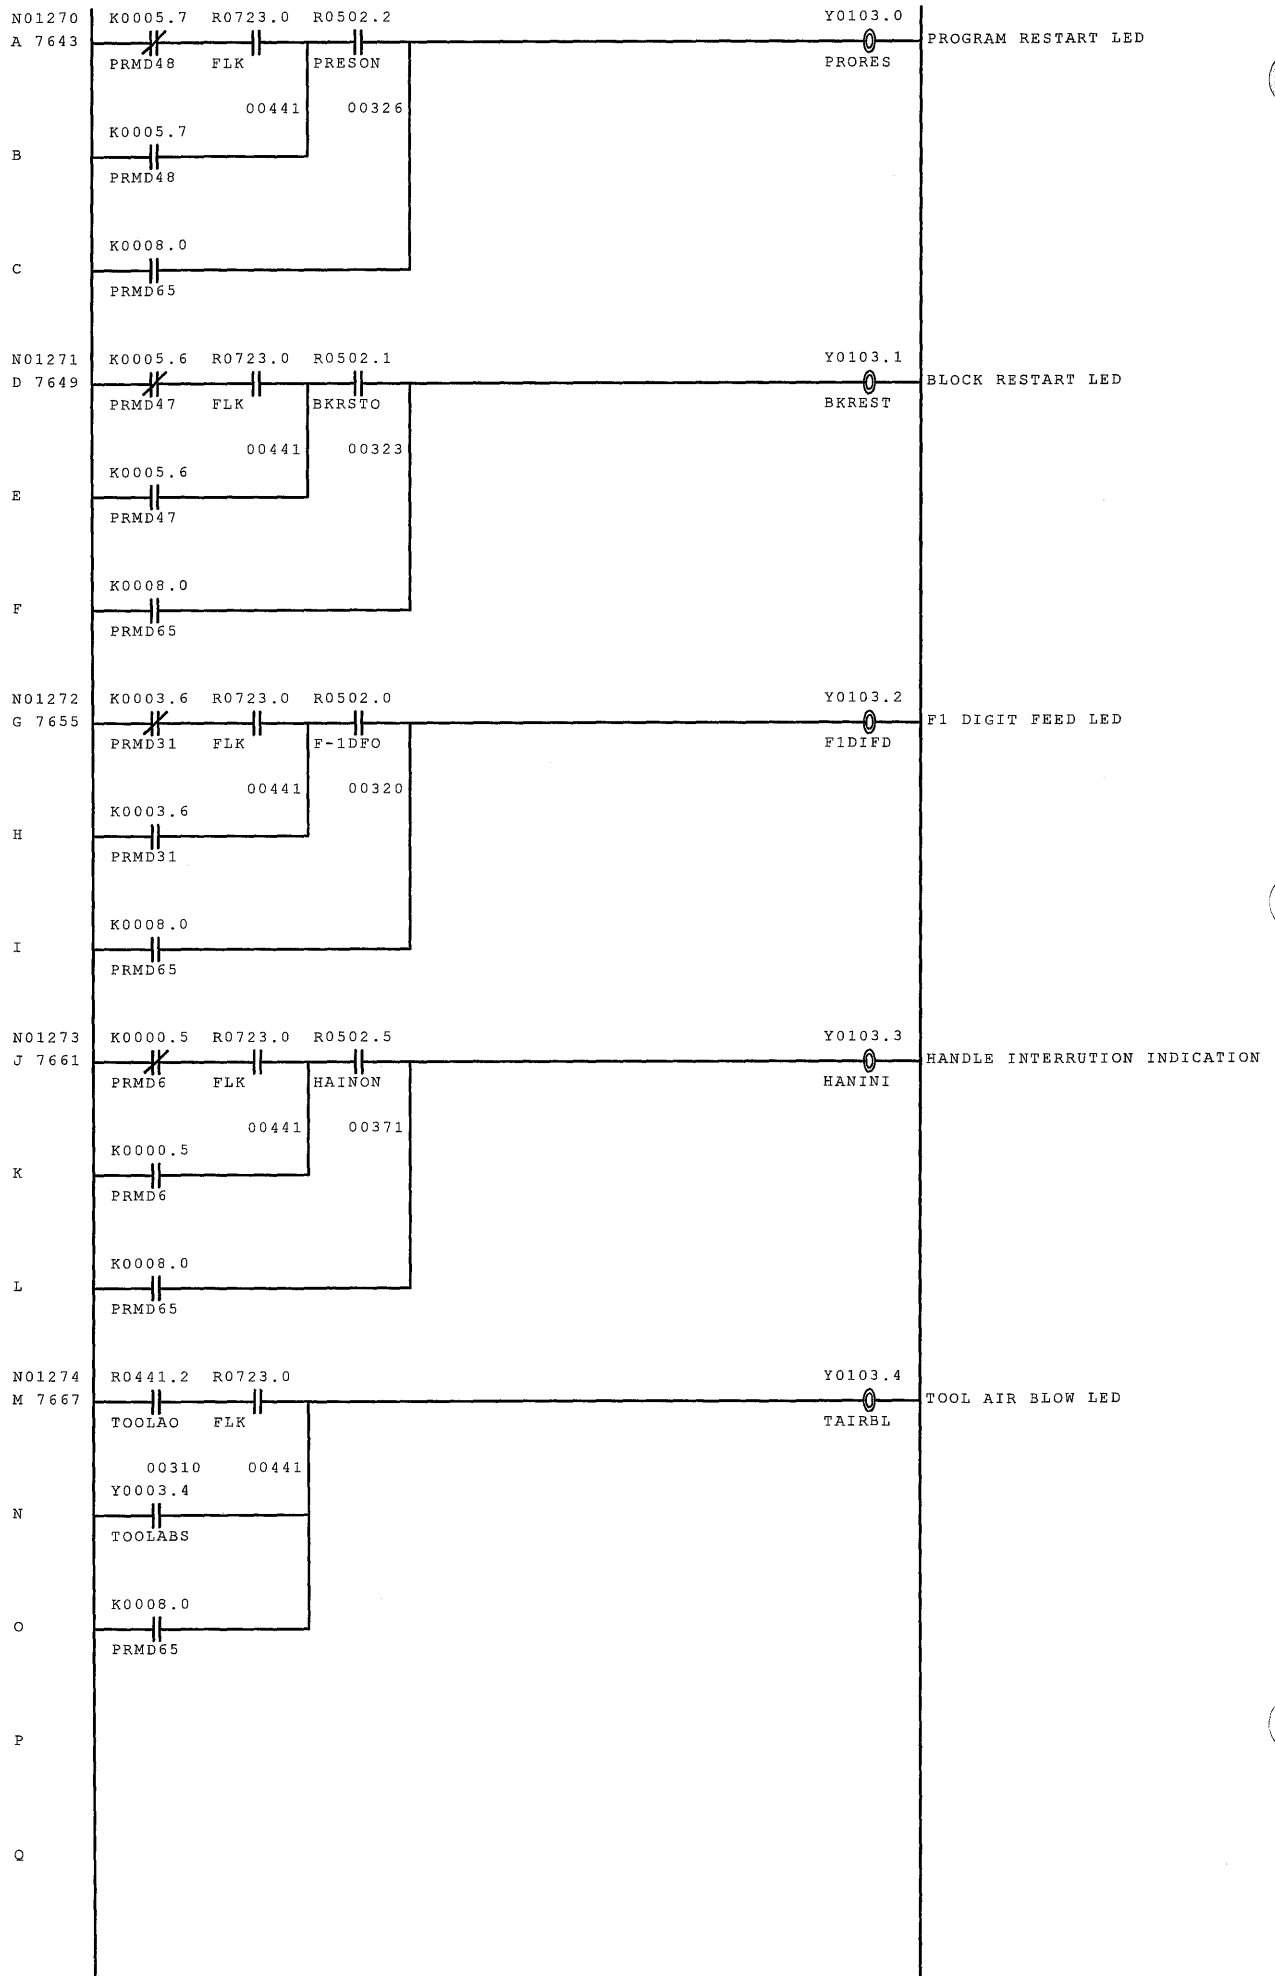 N01270 K0005.7 R0723.0 R0502.2 Y0103.0
A 7643 PROGRAM RESTART LED
PRMD48 FLK PRESON PRORES
00441 00326
K0005.7
B
PRMD48
K0008.0
C
PRMD65
N01271 K0005.6 R0723.0 R0502.1 Y0103.1
D 7649 BLOCK RESTART LED
PRMD47 FLK BKRSTO BKREST
00441 00323
K0005.6
E
PRMD47
K0008.0
F
PRMD65
N01272 K0003.6 R0723.0 R0502.0 Y0103.2
G 7655 F1 DIGIT FEED LED
PRMD31 FLK F-1DFO F1DIFD
00441 00320
K0003.6
H
PRMD31
K0008.0
I
PRMD65
N01273 K0000.5 R0723.0 R0502.5 Y0103.3
J 7661 HANDLE INTERRUTION INDICATION
PRMD6 FLK HAINON HANINI
00441 00371
K0000.5
K
PRMD6
K0008.0
L
PRMD65
N01274 R0441.2 R0723.0 Y0103.4
M 7667 TOOL AIR BLOW LED
TOOLAO FLK TAIRBL
00310 00441
Y0003.4
N
TOOLABS
K0008.0
O
PRMD65
P
Q